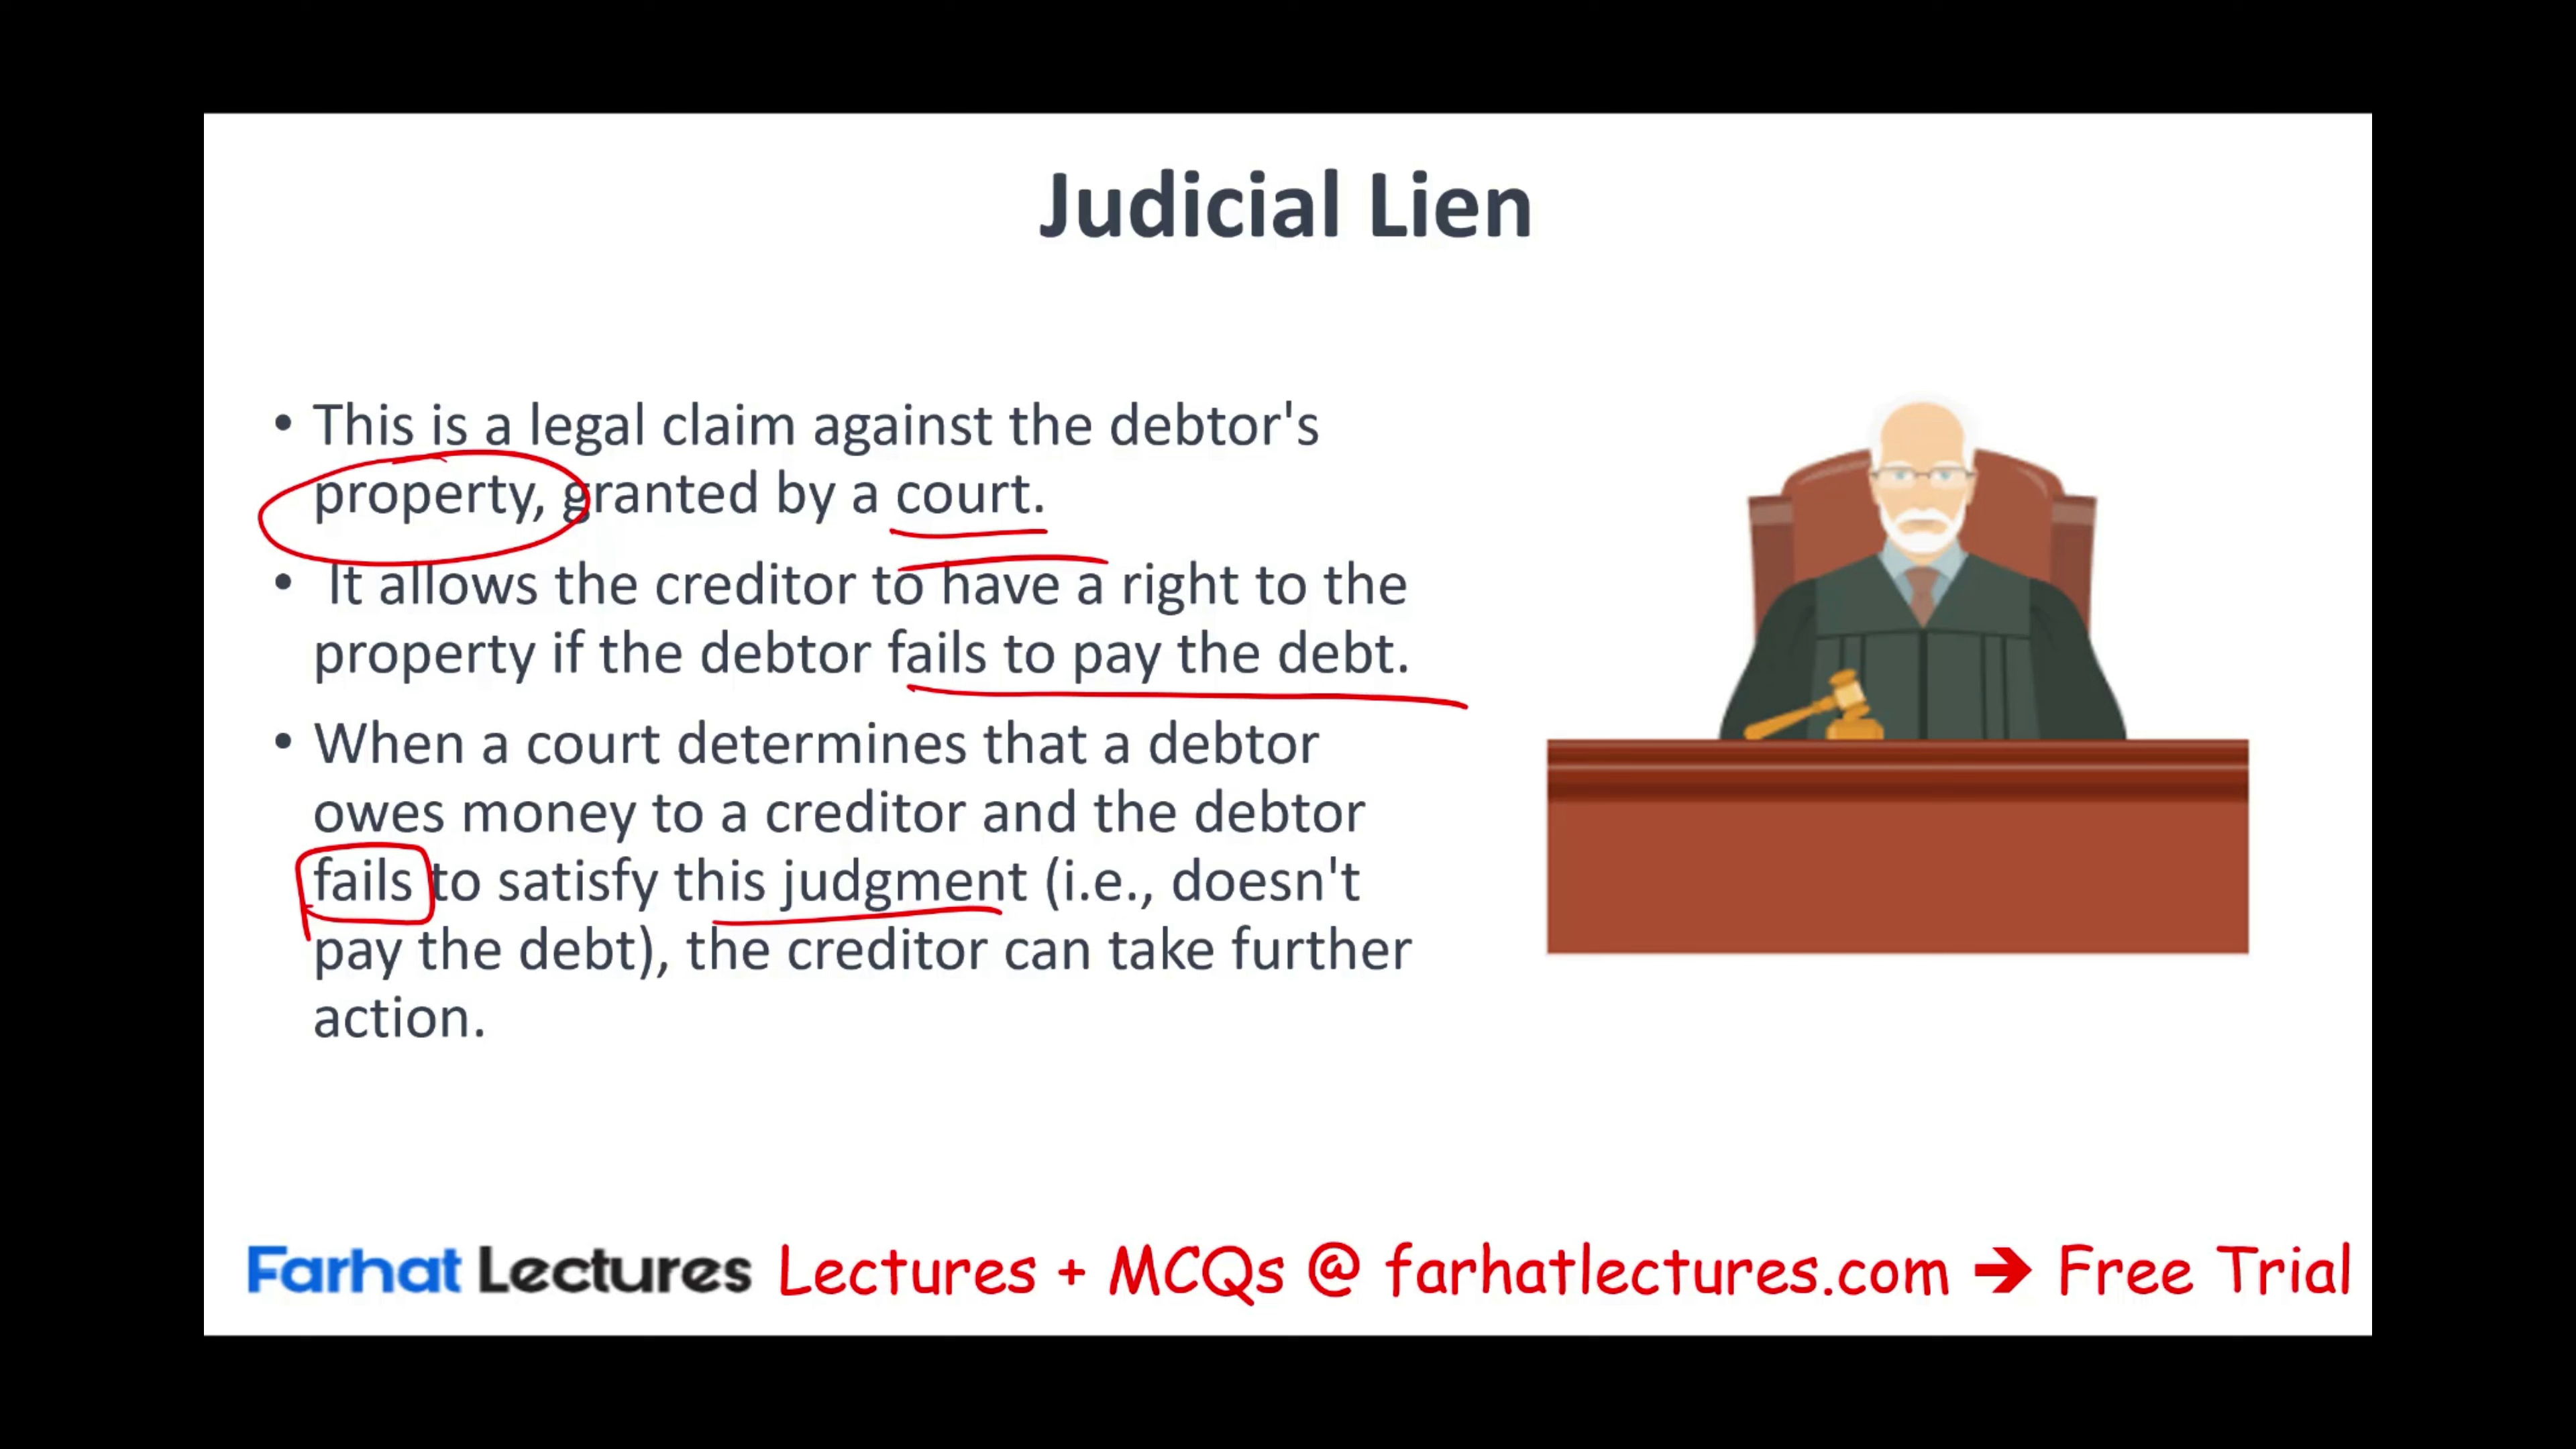 Judicial Lien
• This is a legal claim against the debtor's
property, granted by a court.
• It allows the creditor to have a right to the
property if the debtor fails to pay the debt.
• When a court determines that a debtor
owes money to a creditor and the debtor
fails to satisfy this judgment (i.e., doesn't
pay the debt), the creditor can take further
action.
Farhat Lectures Lectures + MCQs @ farhatlectures.com ➔ Free Trial